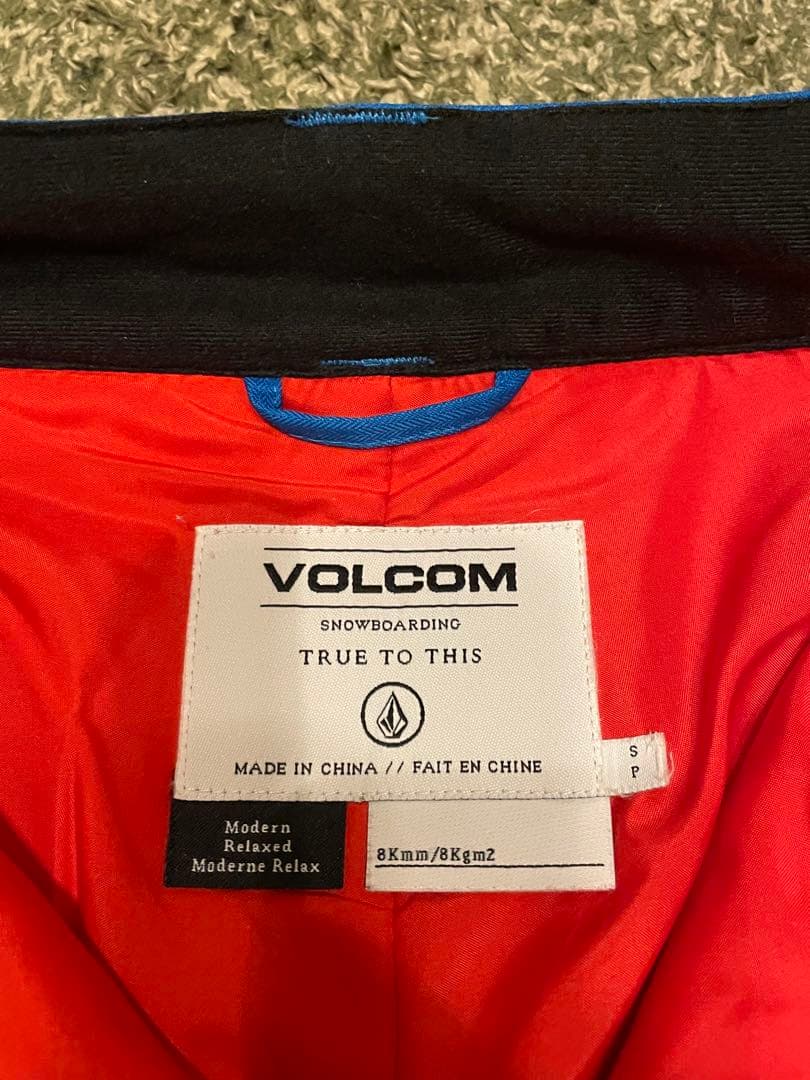 VOLCOM
SNOWBOARDING
TRUE TO THIS
MADE IN CHINA // FAIT EN CHINE
S
P
Modern
Relaxed
Moderne Relax
8Kmm/8Kgm2